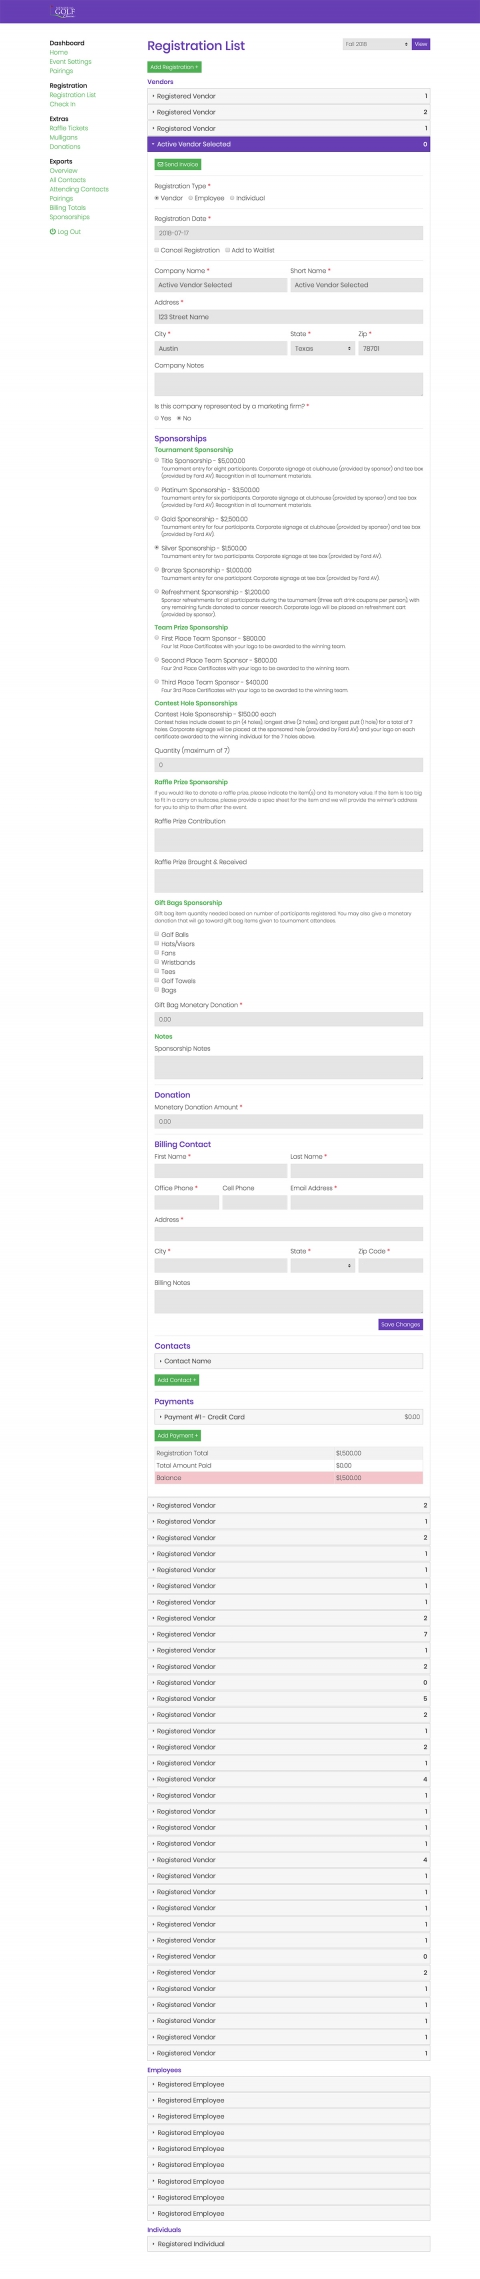 GOLF
Dashboard
Home
Event Settings
Pairings
Registration
Registration List
Check In
Extras
Raffle Tickets
Mulligans
Donations
Exports
Overview
All Contacts
Attending Contacts
Pairings
Billing Totals
Sponsorships
Log Out
Registration List
Fall 2018 View
Add Registration +
Vendors
Registered Vendor 1
Registered Vendor 2
Registered Vendor 1
Active Vendor Selected 0
Send Invoice
Registration Type *
Vendor Employee Individual
Registration Date *
2018-07-17
Cancel Registration Add to Waitlist
Company Name * Short Name *
Active Vendor Selected Active Vendor Selected
Address *
123 Street Name
City * State * Zip *
Austin Texas 78701
Company Notes
Is this company represented by a marketing firm? *
Yes No
Sponsorships
Tournament Sponsorship
Title Sponsorship - $5,000.00
Tournament entry for eight participants. Corporate signage at clubhouse (provided by sponsor) and tee box
(provided by Ford AV). Recognition in all tournament materials.
Platinum Sponsorship - $3,500.00
Tournament entry for six participants. Corporate signage at clubhouse (provided by sponsor) and tee box
(provided by Ford AV). Recognition in all tournament materials.
Gold Sponsorship - $2,500.00
Tournament entry for four participants. Corporate signage at clubhouse (provided by sponsor) and tee box
(provided by Ford AV).
Silver Sponsorship - $1,500.00
Tournament entry for two participants. Corporate signage at tee box (provided by Ford AV).
Bronze Sponsorship - $1,000.00
Tournament entry for one participant. Corporate signage at tee box (provided by Ford AV).
Refreshment Sponsorship - $1,200.00
Sponsor refreshments for all participants during the tournament (three soft drink coupons per person), with
any remaining funds donated to cancer research. Corporate logo will be placed on refreshment cart
(provided by sponsor).
Team Prize Sponsorship
First Place Team Sponsor - $800.00
Four 1st Place Certificates with your logo to be awarded to the winning team.
Second Place Team Sponsor - $600.00
Four 2nd Place Certificates with your logo to be awarded to the winning team.
Third Place Team Sponsor - $400.00
Four 3rd Place Certificates with your logo to be awarded to the winning team.
Contest Hole Sponsorships
Contest Hole Sponsorship - $150.00 each
Contest holes include closest to pin (4 holes), longest drive (2 holes), and longest putt (1 hole) for a total of 7
holes. Corporate signage will be placed at the sponsored hole (provided by Ford AV) and your logo on each
certificate awarded to the winning individual for the 7 holes above.
Quantity (maximum of 7)
0
Raffle Prize Sponsorship
If you would like to donate a raffle prize, please indicate the item(s) and its monetary value. If the item is too big
to fit in a carry on suitcase, please provide a spec sheet for the item and we will provide the winner's address
for you to ship to them after the event.
Raffle Prize Contribution
Raffle Prize Brought & Received
Gift Bags Sponsorship
Gift bag item quantity needed based on number of participants registered. You may also give a monetary
donation that will go toward gift bag items given to tournament attendees.
Golf Balls
Hats/Visors
Fans
Wristbands
Tees
Golf Towels
Bags
Gift Bag Monetary Donation *
0.00
Notes
Sponsorship Notes
Donation
Monetary Donation Amount *
0.00
Billing Contact
First Name * Last Name *
Office Phone * Cell Phone Email Address *
Address *
City * State * Zip Code *
Billing Notes
Save Changes
Contacts
Contact Name
Add Contact +
Payments
Payment #1 - Credit Card $0.00
Add Payment +
Registration Total $1,500.00
Total Amount Paid $0.00
Balance $1,500.00
Registered Vendor 2
Registered Vendor 1
Registered Vendor 2
Registered Vendor 1
Registered Vendor 1
Registered Vendor 1
Registered Vendor 1
Registered Vendor 2
Registered Vendor 7
Registered Vendor 1
Registered Vendor 2
Registered Vendor 0
Registered Vendor 5
Registered Vendor 2
Registered Vendor 1
Registered Vendor 2
Registered Vendor 1
Registered Vendor 4
Registered Vendor 1
Registered Vendor 1
Registered Vendor 1
Registered Vendor 1
Registered Vendor 4
Registered Vendor 1
Registered Vendor 1
Registered Vendor 1
Registered Vendor 1
Registered Vendor 1
Registered Vendor 0
Registered Vendor 2
Registered Vendor 1
Registered Vendor 1
Registered Vendor 1
Registered Vendor 1
Registered Vendor 1
Employees
Registered Employee
Registered Employee
Registered Employee
Registered Employee
Registered Employee
Registered Employee
Registered Employee
Registered Employee
Registered Employee
Individuals
Registered Individual